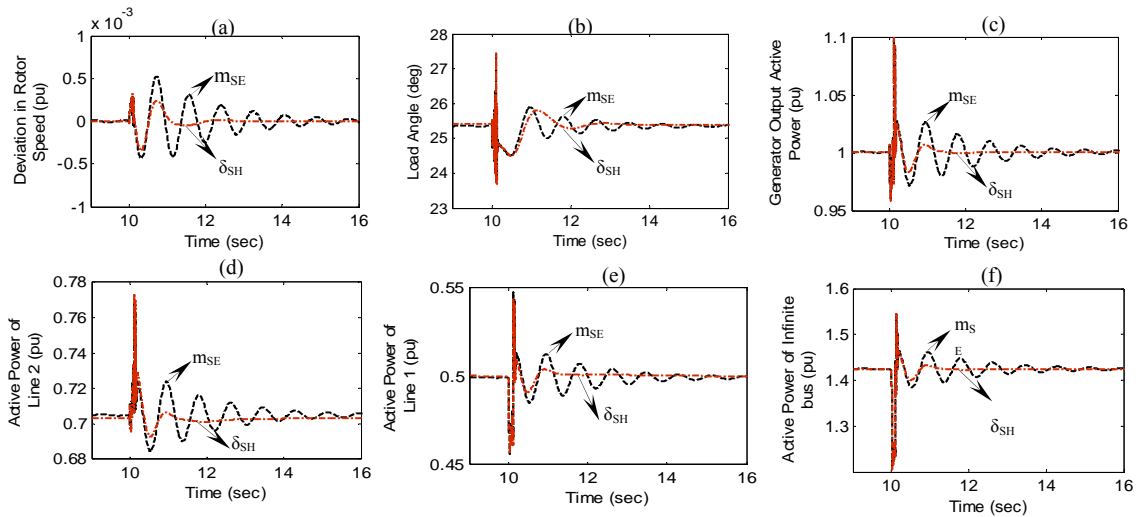 (a)
x 10⁻³
1
0.5
0
-0.5
-1
Deviation in Rotor
Speed (pu)
m_SE
δ_SH
10 12 14 16
Time (sec)
(b)
28
27
26
25
24
23
Load Angle (deg)
m_SE
δ_SH
10 12 14 16
Time (sec)
(c)
1.1
1.05
1
0.95
Generator Output Active
Power (pu)
m_SE
δ_SH
10 12 14 16
Time (sec)
(d)
0.78
0.76
0.74
0.72
0.7
0.68
Active Power of
Line 2 (pu)
m_SE
δ_SH
10 12 14 16
Time (sec)
(e)
0.55
0.5
0.45
Active Power of
Line 1 (pu)
m_SE
δ_SH
10 12 14 16
Time (sec)
(f)
1.6
1.5
1.4
1.3
Active Power of Infinite
bus (pu)
m_S
E
δ_SH
10 12 14 16
Time (sec)